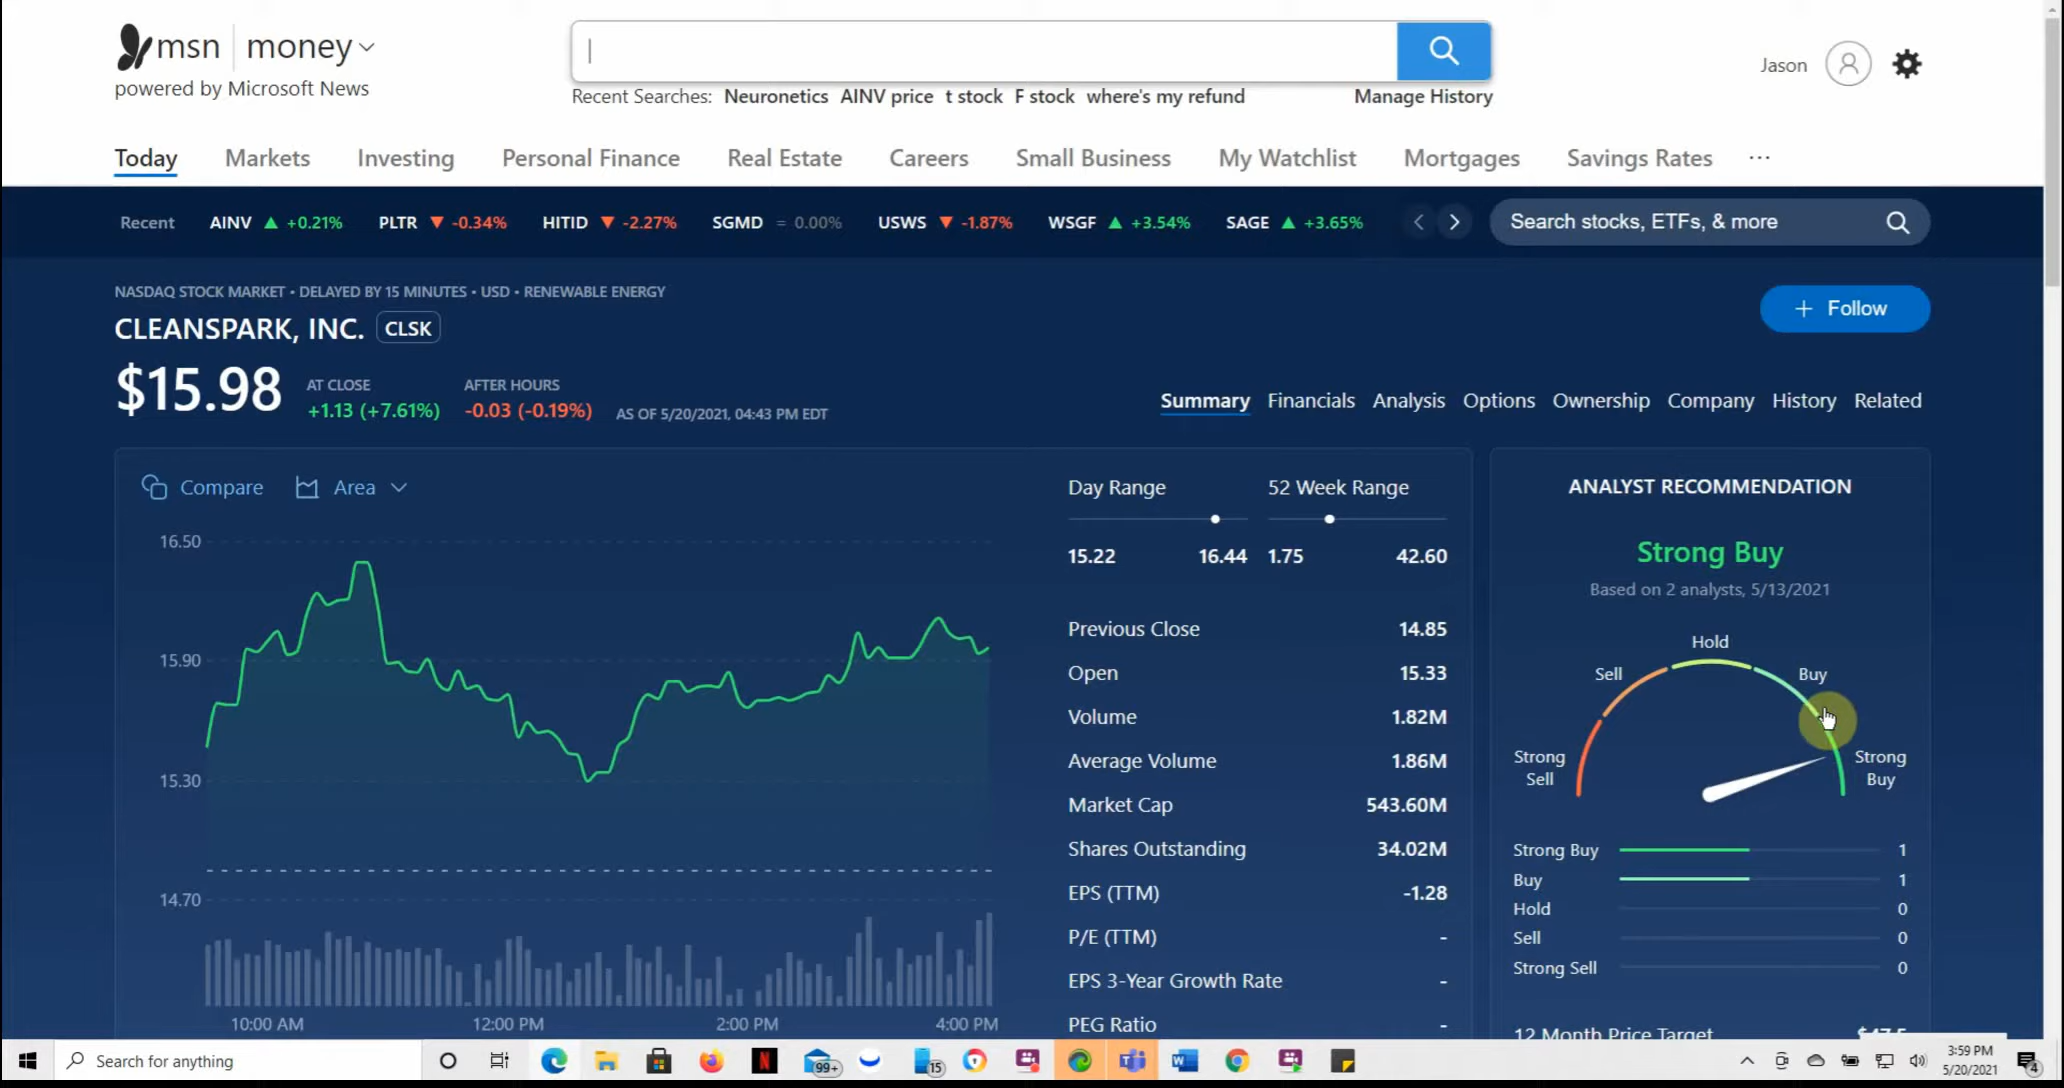 msn money
powered by Microsoft News
Recent Searches: Neuronetics AINV price t stock F stock where's my refund Manage History
Jason
Today Markets Investing Personal Finance Real Estate Careers Small Business My Watchlist Mortgages Savings Rates ...
Recent AINV ▲ +0.21% PLTR ▼ -0.34% HITID ▼ -2.27% SGMD = 0.00% USWS ▼ -1.87% WSGF ▲ +3.54% SAGE ▲ +3.65%
Search stocks, ETFs, & more
NASDAQ STOCK MARKET • DELAYED BY 15 MINUTES • USD • RENEWABLE ENERGY
CLEANSPARK, INC. CLSK
+ Follow
$15.98
AT CLOSE
+1.13 (+7.61%)
AFTER HOURS
-0.03 (-0.19%)
AS OF 5/20/2021, 04:43 PM EDT
Summary Financials Analysis Options Ownership Company History Related
Compare Area
16.50
15.90
15.30
14.70
10:00 AM 12:00 PM 2:00 PM 4:00 PM
Day Range
15.22 16.44
52 Week Range
1.75 42.60
Previous Close 14.85
Open 15.33
Volume 1.82M
Average Volume 1.86M
Market Cap 543.60M
Shares Outstanding 34.02M
EPS (TTM) -1.28
P/E (TTM) -
EPS 3-Year Growth Rate -
PEG Ratio -
ANALYST RECOMMENDATION
Strong Buy
Based on 2 analysts, 5/13/2021
Hold
Sell Buy
Strong
Sell
Strong
Buy
Strong Buy 1
Buy 1
Hold 0
Sell 0
Strong Sell 0
12 Month Price Target
Search for anything
99+
15
3:59 PM
5/20/2021
4